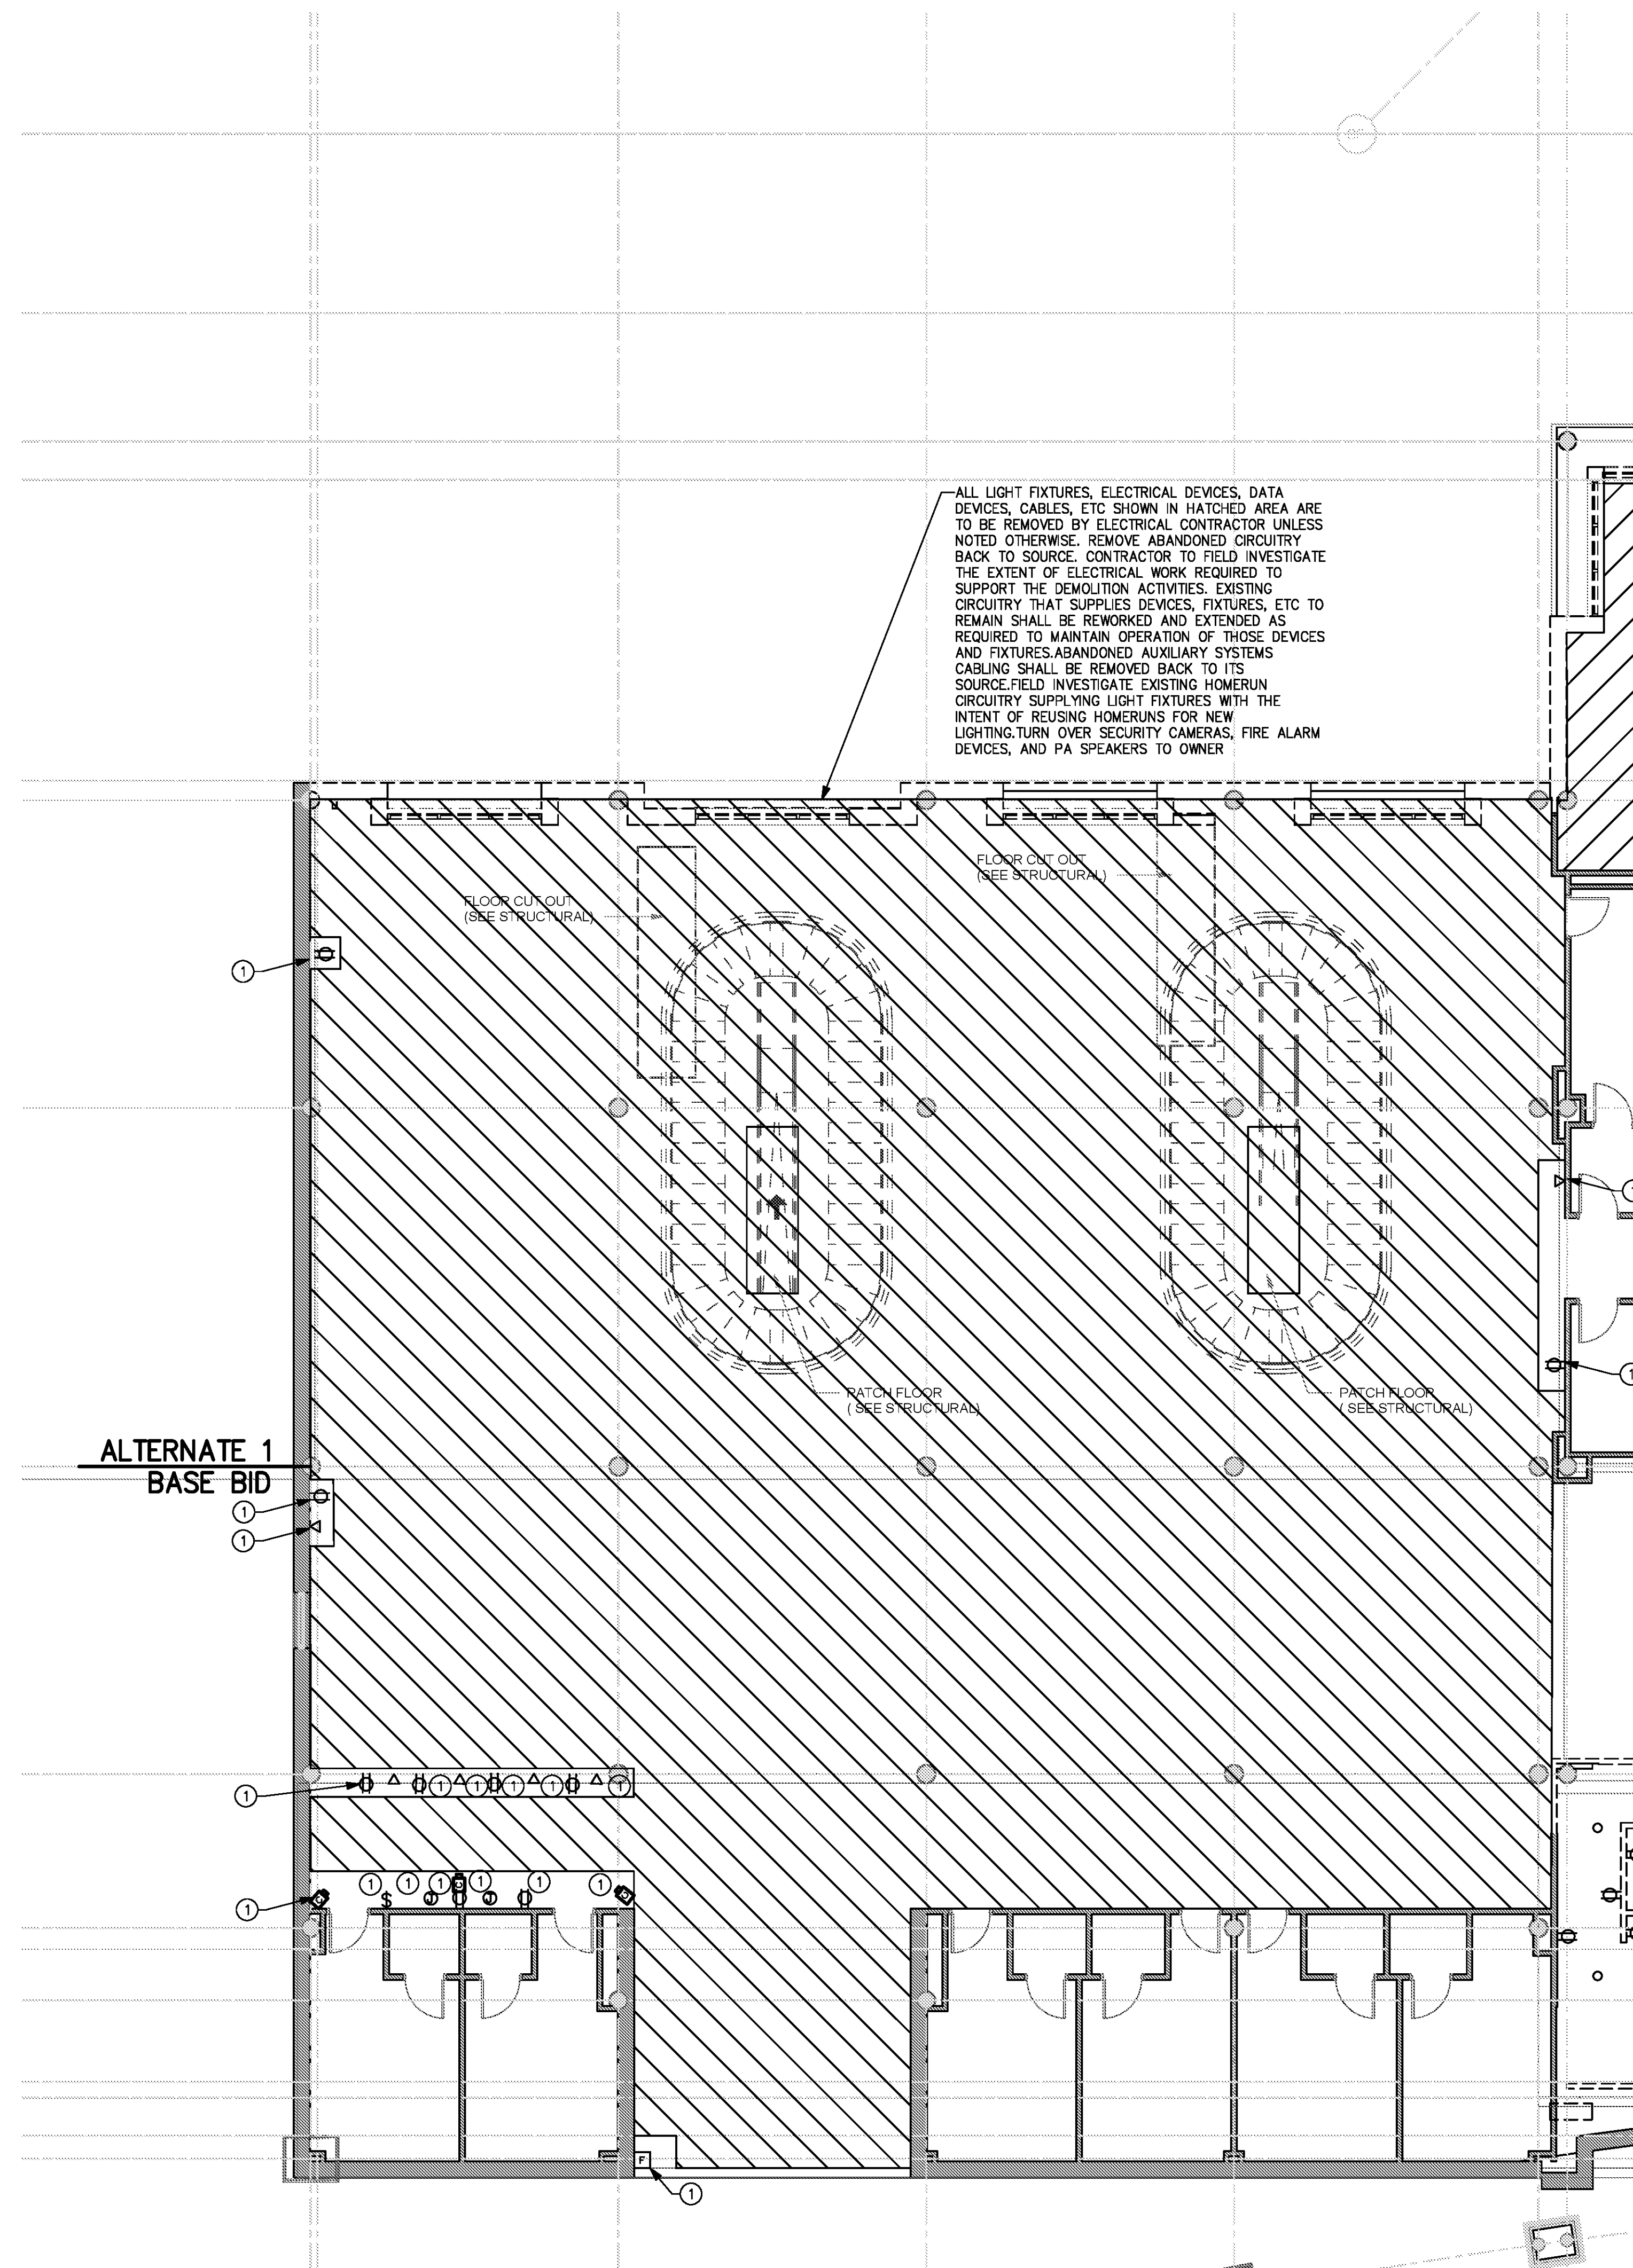 ALL LIGHT FIXTURES, ELECTRICAL DEVICES, DATA
DEVICES, CABLES, ETC SHOWN IN HATCHED AREA ARE
TO BE REMOVED BY ELECTRICAL CONTRACTOR UNLESS
NOTED OTHERWISE. REMOVE ABANDONED CIRCUITRY
BACK TO SOURCE. CONTRACTOR TO FIELD INVESTIGATE
THE EXTENT OF ELECTRICAL WORK REQUIRED TO
SUPPORT THE DEMOLITION ACTIVITIES. EXISTING
CIRCUITRY THAT SUPPLIES DEVICES, FIXTURES, ETC TO
REMAIN SHALL BE REWORKED AND EXTENDED AS
REQUIRED TO MAINTAIN OPERATION OF THOSE DEVICES
AND FIXTURES.ABANDONED AUXILIARY SYSTEMS
CABLING SHALL BE REMOVED BACK TO ITS
SOURCE.FIELD INVESTIGATE EXISTING HOMERUN
CIRCUITRY SUPPLYING LIGHT FIXTURES WITH THE
INTENT OF REUSING HOMERUNS FOR NEW
LIGHTING.TURN OVER SECURITY CAMERAS, FIRE ALARM
DEVICES, AND PA SPEAKERS TO OWNER
FLOOR CUT OUT
(SEE STRUCTURAL)
FLOOR CUT OUT
(SEE STRUCTURAL)
1
1
1
PATCH FLOOR
( SEE STRUCTURAL)
PATCH FLOOR
( SEE STRUCTURAL)
ALTERNATE 1
BASE BID
1
1
1 1 1 1 1 1
1 1 1 1 1 1
1 $ J J
F
1